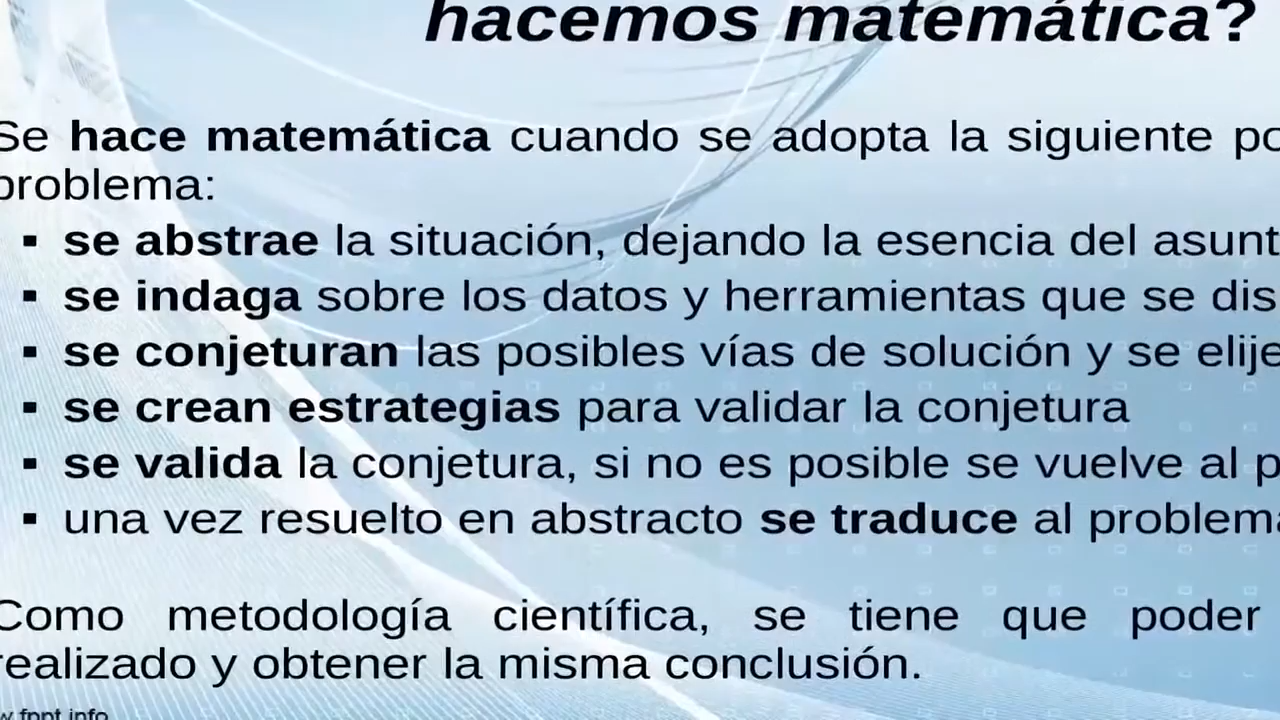 hacemos matemática?
Se hace matemática cuando se adopta la siguiente po
problema:
▪ se abstrae la situación, dejando la esencia del asunt
▪ se indaga sobre los datos y herramientas que se dis
▪ se conjeturan las posibles vías de solución y se elije
▪ se crean estrategias para validar la conjetura
▪ se valida la conjetura, si no es posible se vuelve al p
▪ una vez resuelto en abstracto se traduce al problema
Como metodología científica, se tiene que poder
realizado y obtener la misma conclusión.
w.fppt.info